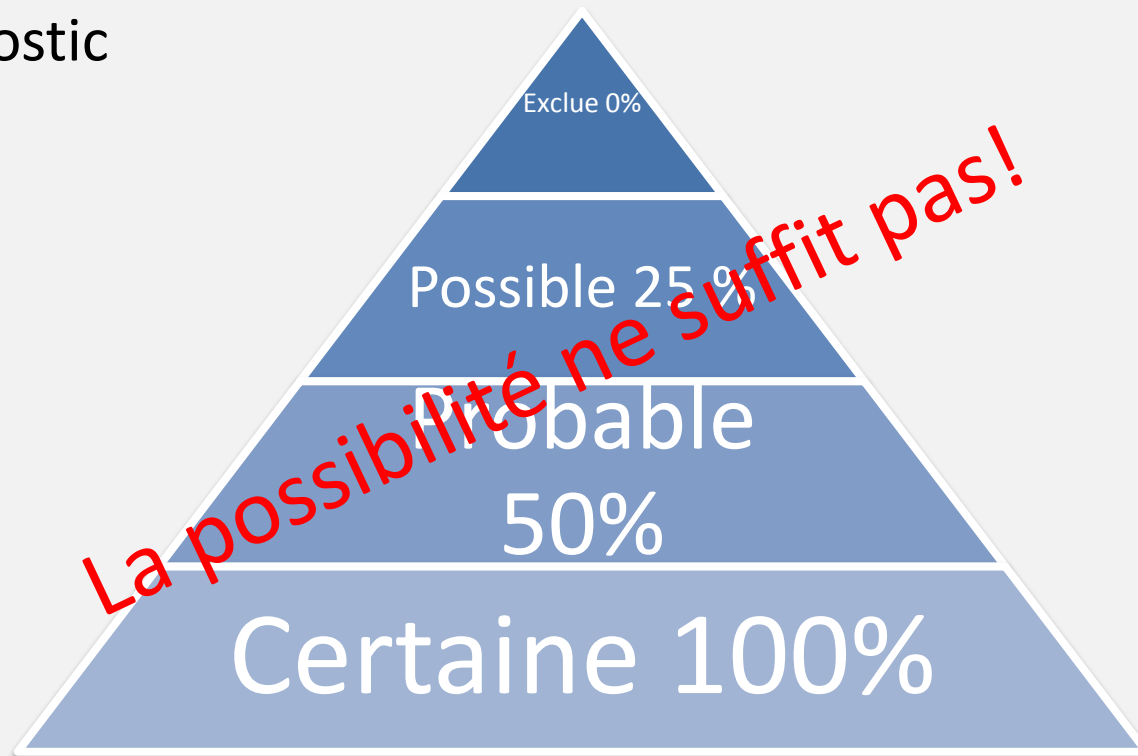 ostic
Exclue 0%
Possible 25 %
Probable
50%
Certaine 100%
La possibilité ne suffit pas!